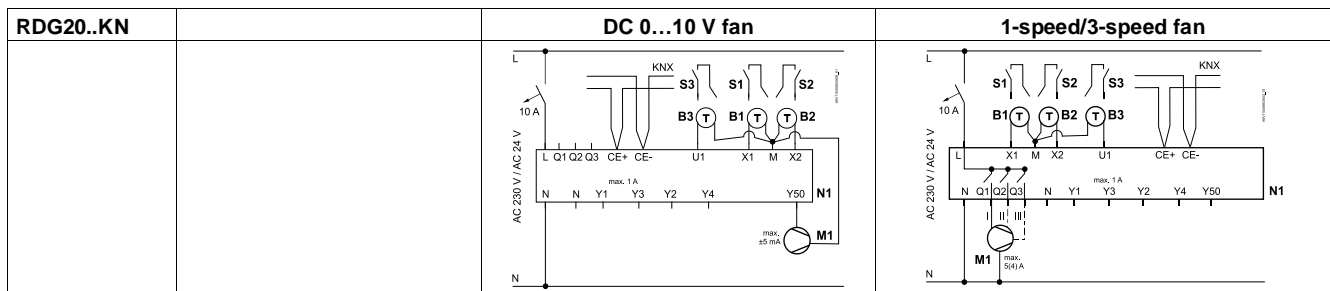 RDG20..KN DC 0…10 V fan 1-speed/3-speed fan
L
KNX
S3 S1 S2
10 A
B3 T B1 T T B2
L Q1 Q2 Q3 CE+ CE- U1 X1 M X2
AC 230 V / AC 24 V
max. 1 A
N N Y1 Y3 Y2 Y4 Y50 N1
max.
±5 mA
M1
N
L
KNX
S1 S2 S3
10 A
B1 T T B2 T B3
L X1 M X2 U1 CE+ CE-
AC 230 V / AC 24 V
max. 1 A
N Q1 Q2 Q3 N Y1 Y3 Y2 Y4 Y50 N1
I II III
M1
max.
5(4) A
N